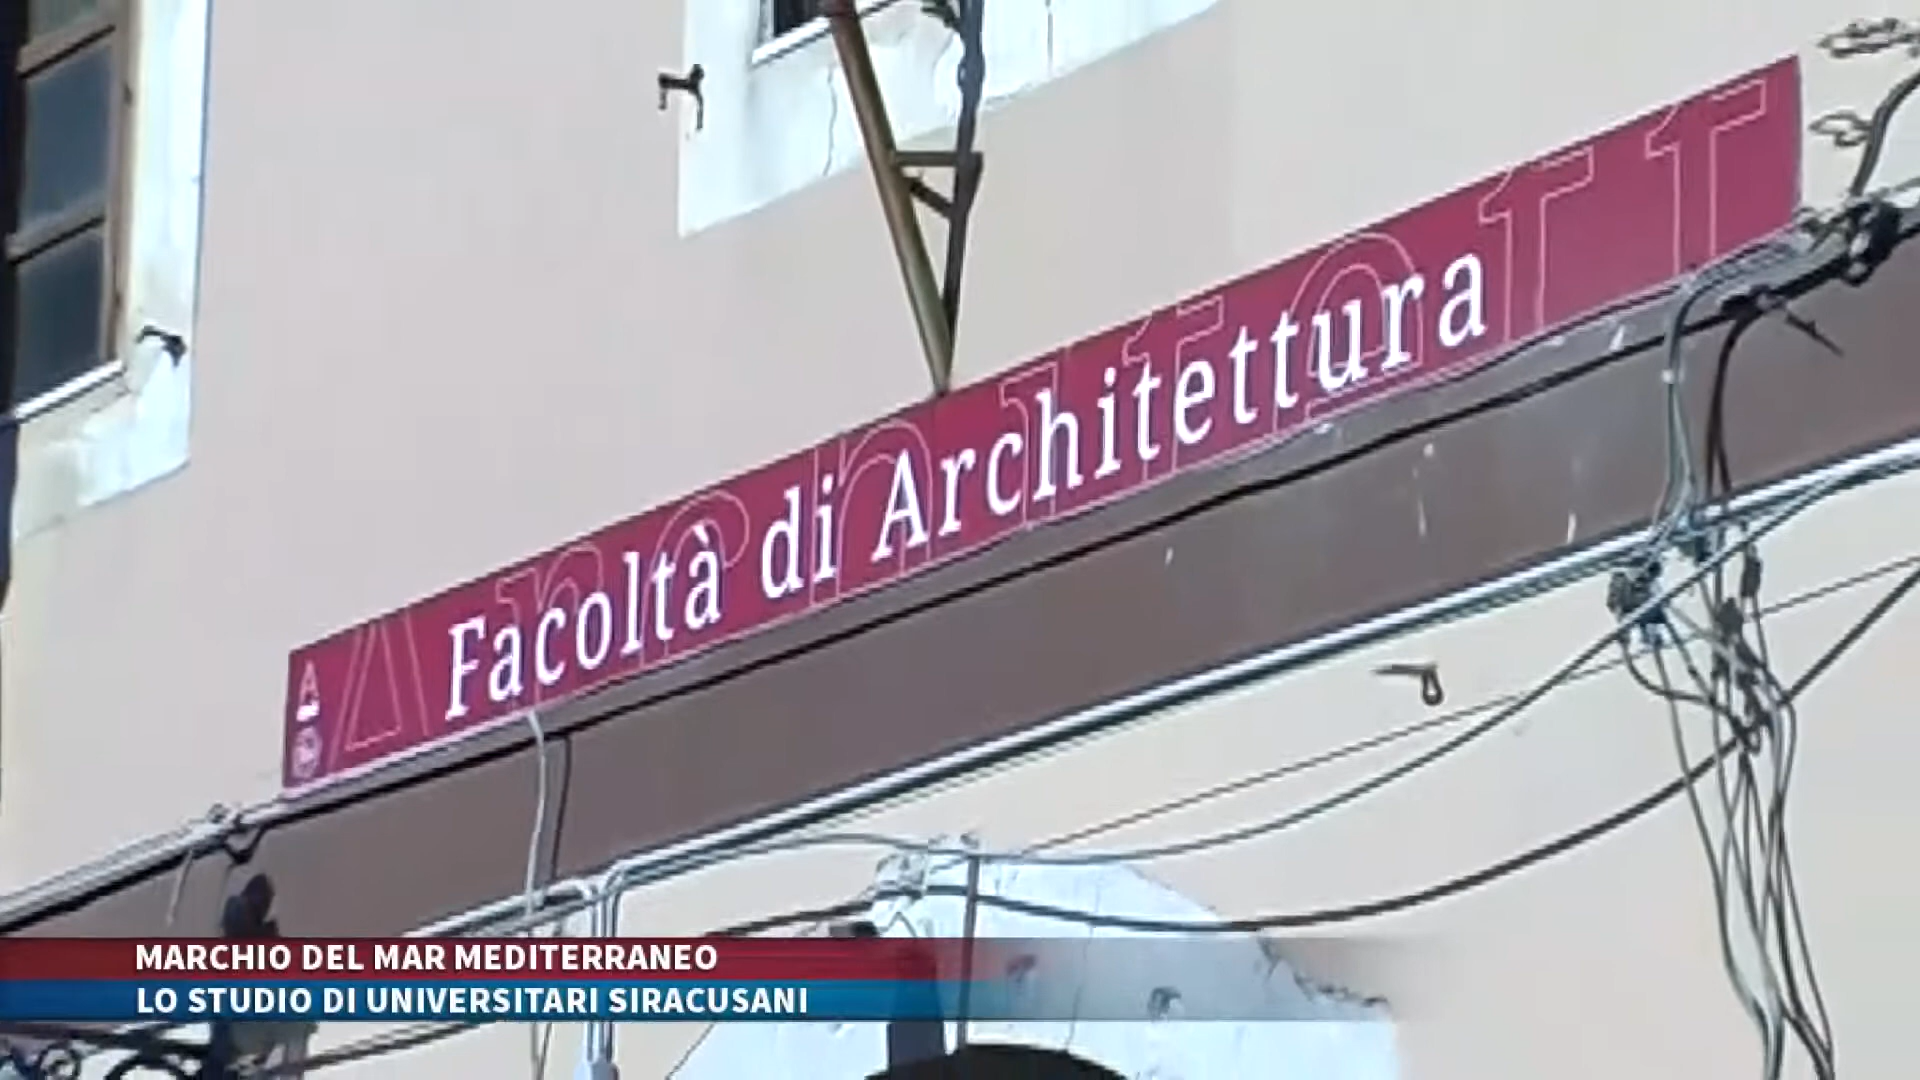 Facoltà di Architettura
MARCHIO DEL MAR MEDITERRANEO
LO STUDIO DI UNIVERSITARI SIRACUSANI